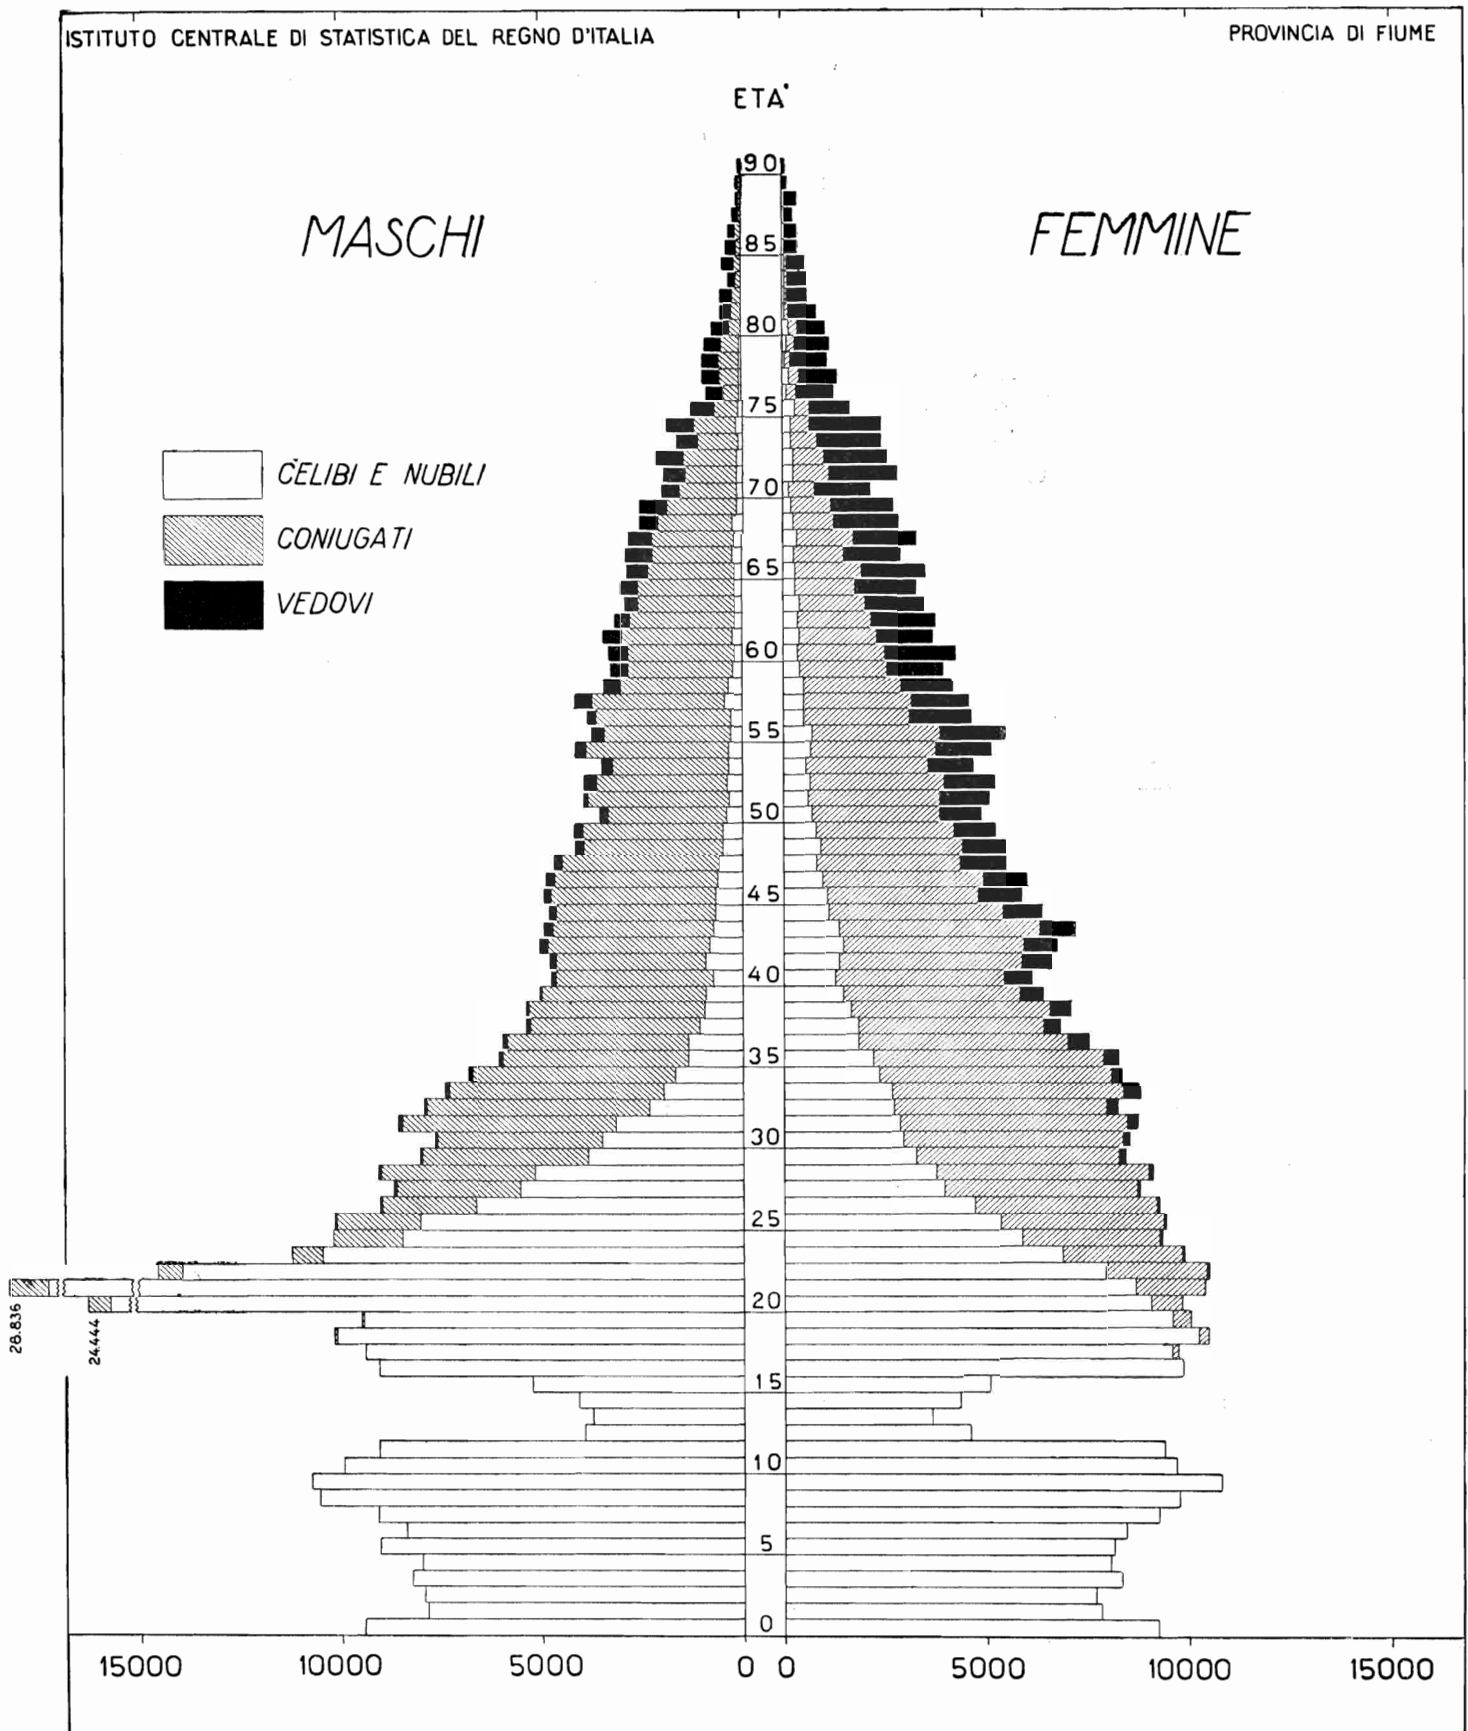 ISTITUTO CENTRALE DI STATISTICA DEL REGNO D'ITALIA
PROVINCIA DI FIUME
ETA'
MASCHI
FEMMINE
90
85
80
75
70
65
60
55
50
45
40
35
30
25
20
15
10
5
0
CELIBI E NUBILI
CONIUGATI
VEDOVI
28.836
24.444
15000 10000 5000 0 0 5000 10000 15000